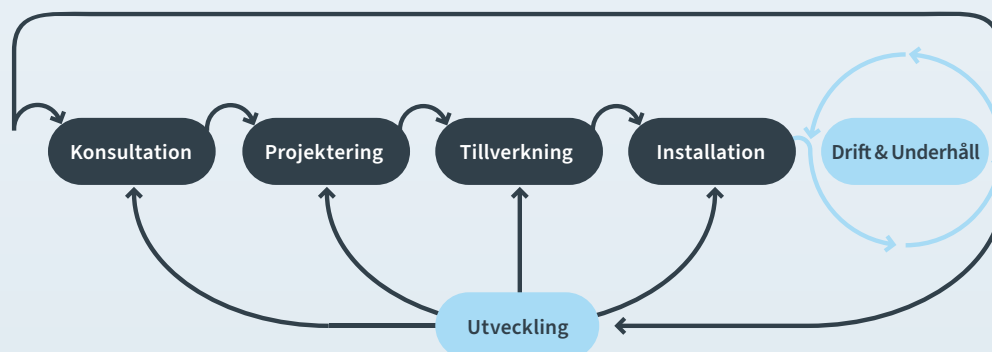 Konsultation
Projektering
Tillverkning
Installation
Drift & Underhåll
Utveckling